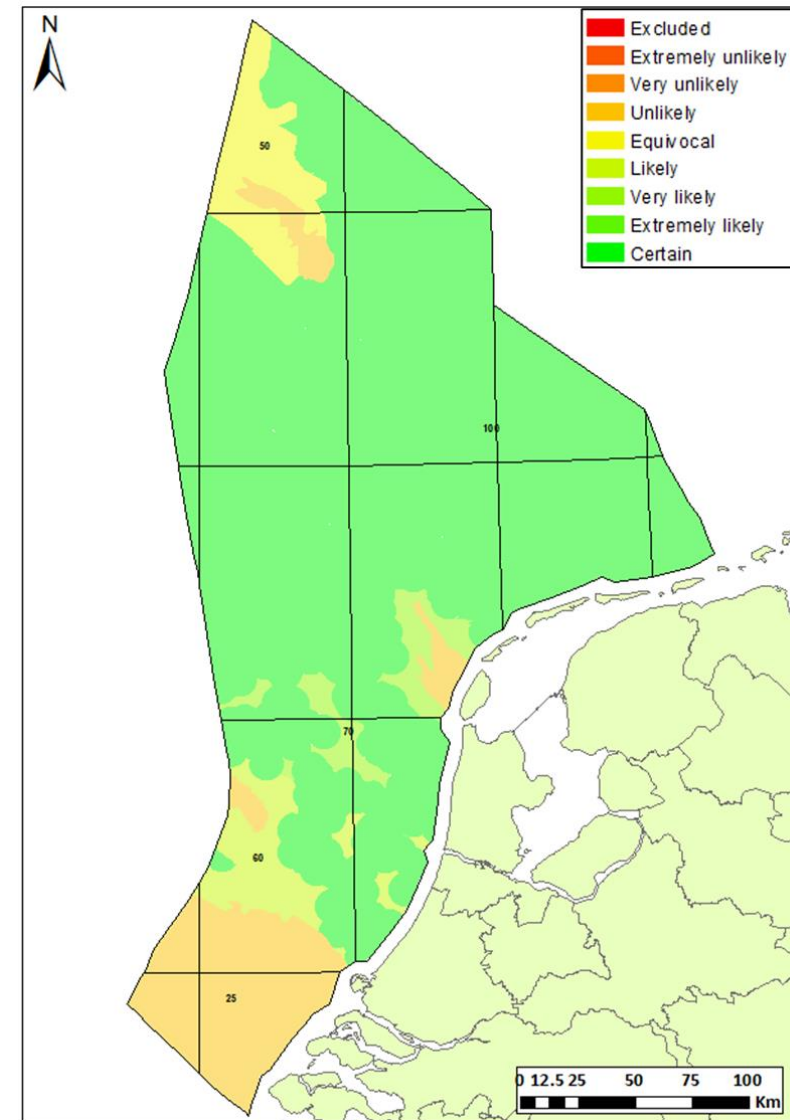 N
Excluded
Extremely unlikely
Very unlikely
Unlikely
Equivocal
Likely
Very likely
Extremely likely
Certain
50
100
70
60
25
0 12.5 25 50 75 100
Km